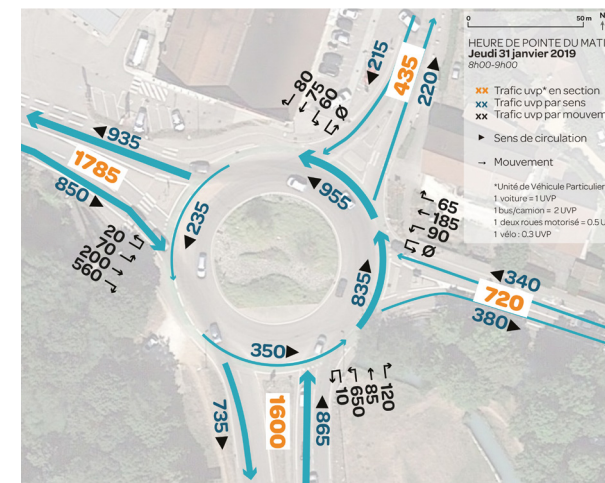 0 50 m N
HEURE DE POINTE DU MATI
Jeudi 31 janvier 2019
8h00-9h00
XX Trafic uvp* en section
XX Trafic uvp par sens
XX Trafic uvp par mouvem
Sens de circulation
Mouvement
*Unité de Véhicule Particulier
1 voiture = 1 UVP
1 bus/camion = 2 UVP
1 deux roues motorisé = 0.5 U
1 vélo : 0.3 UVP
215
435
220
80
75
60
Ø
935
1785
850
955
235
20
70
200
560
65
185
90
Ø
835
340
720
380
350
735
1600
865
10
650
85
120